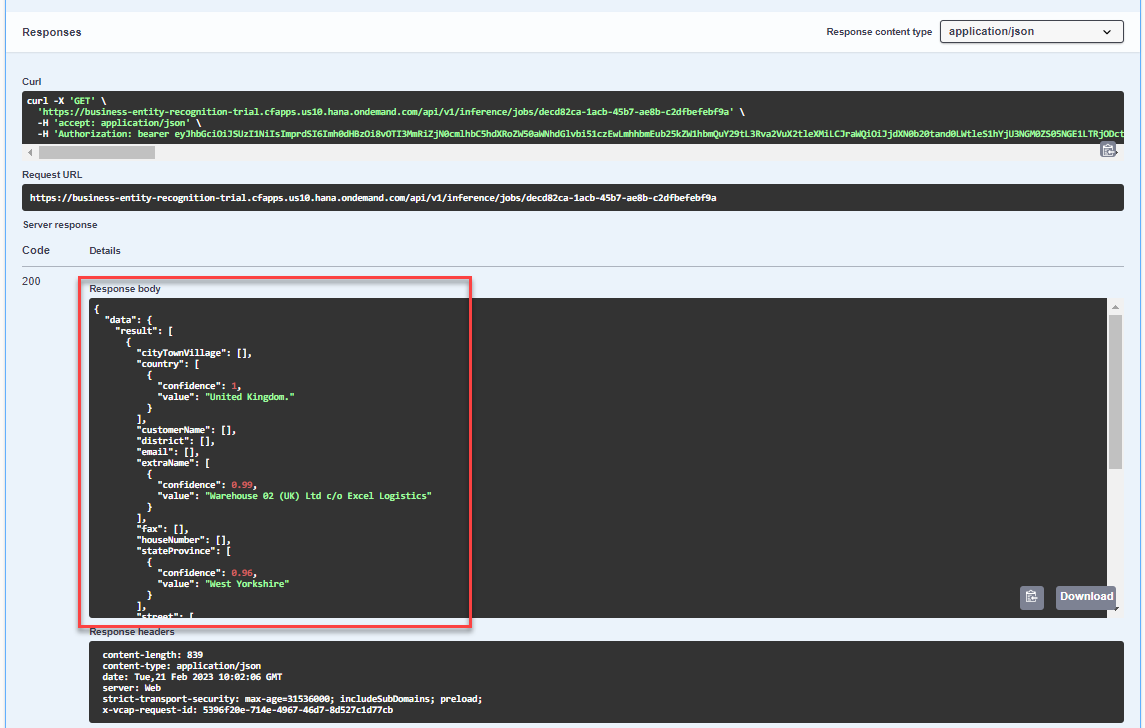 Responses
Response content type
application/json
Curl
curl -X 'GET' \
'https://business-entity-recognition-trial.cfapps.us10.hana.ondemand.com/api/v1/inference/jobs/decd82ca-1acb-45b7-ae8b-c2dfbefebf9a' \
-H 'accept: application/json' \
-H 'Authorization: bearer
Request URL
https://business-entity-recognition-trial.cfapps.us10.hana.ondemand.com/api/v1/inference/jobs/decd82ca-1acb-45b7-ae8b-c2dfbefebf9a
Server response
Code
Details
200
Response body
{
"data": {
"result": [
{
"cityTownVillage": [],
"country": [
{
"confidence": 1,
"value": "United Kingdom."
}
],
"customerName": [],
"district": [],
"email": [],
"extraName": [
{
"confidence": 0.99,
"value": "Warehouse 02 (UK) Ltd c/o Excel Logistics"
}
],
"fax": [],
"houseNumber": [],
"stateProvince": [
{
"confidence": 0.96,
"value": "West Yorkshire"
}
],
"street": [
Download
Response headers
content-length: 839
content-type: application/json
date: Tue,21 Feb 2023 10:02:06 GMT
server: Web
strict-transport-security: max-age=31536000; includeSubDomains; preload;
x-vcap-request-id: 5396f20e-714e-4967-46d7-8d527c1d77cb